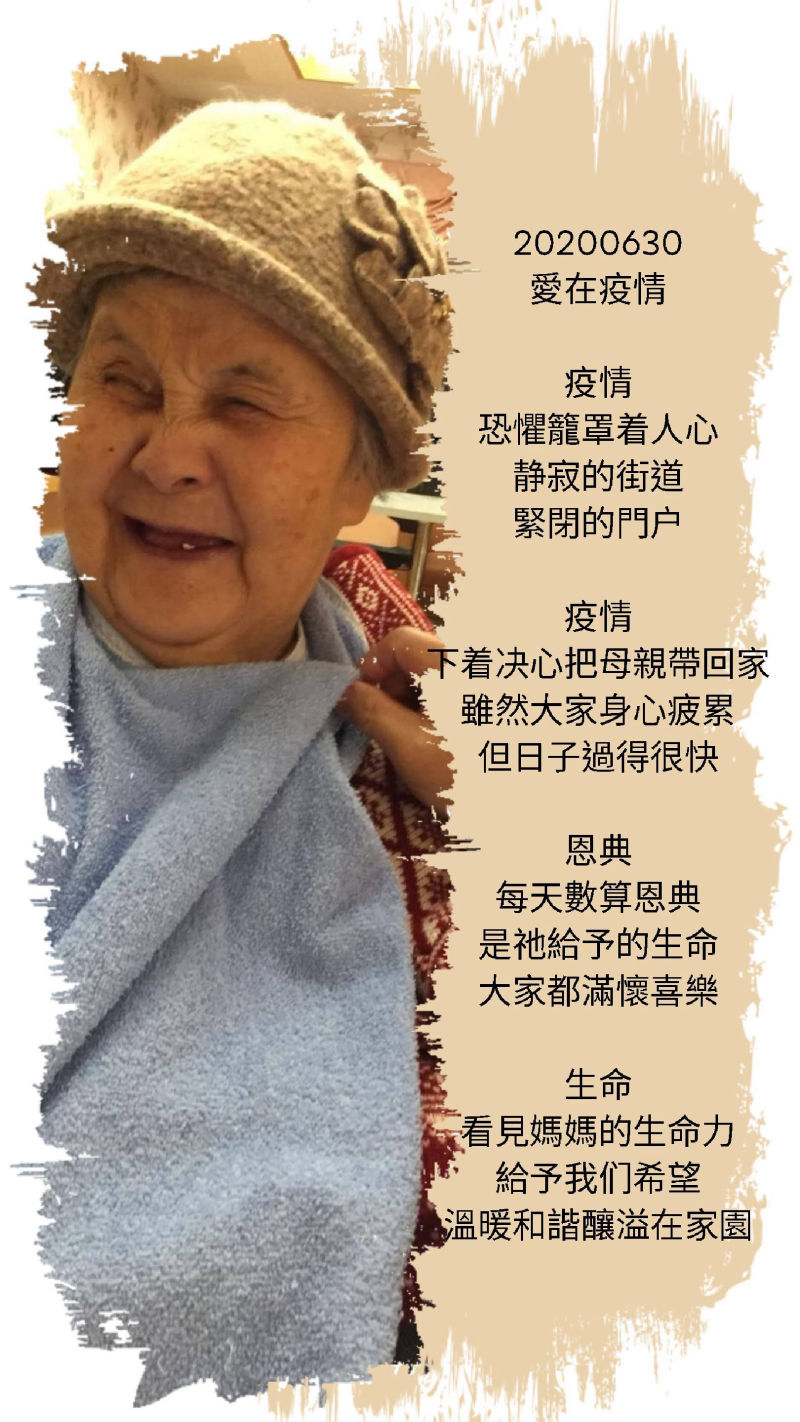 20200630
愛在疫情
疫情
恐懼籠罩着人心
静寂的街道
緊閉的門户
疫情
下着决心把母親帶回家
雖然大家身心疲累
但日子過得很快
恩典
每天數算恩典
是祂給予的生命
大家都滿懷喜樂
生命
看見媽媽的生命力
給予我们希望
溫暖和諧釀溢在家園